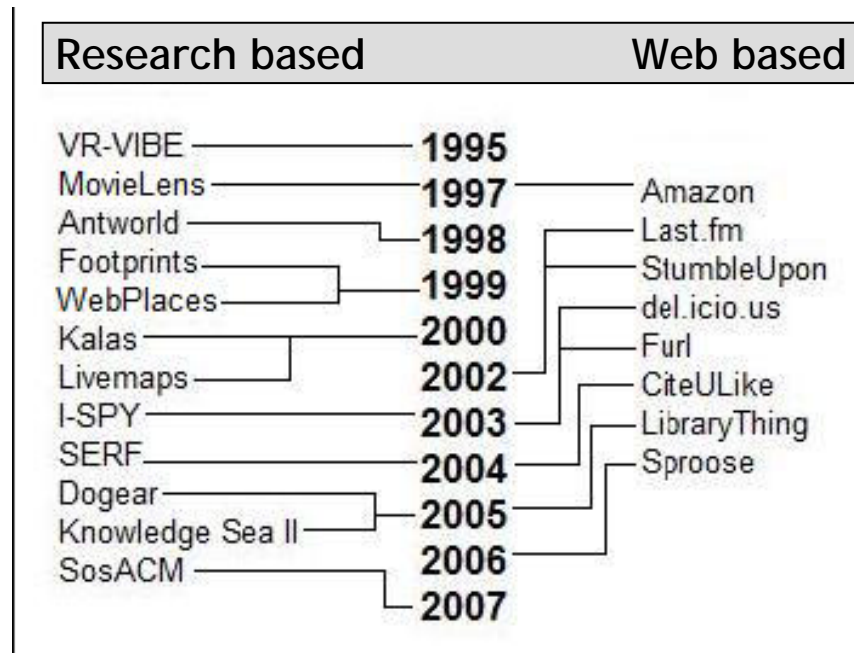 Research based Web based
VR-VIBE
MovieLens
Antworld
Footprints
WebPlaces
Kalas
Livemaps
I-SPY
SERF
Dogear
Knowledge Sea II
SosACM
1995
1997
1998
1999
2000
2002
2003
2004
2005
2006
2007
Amazon
Last.fm
StumbleUpon
del.icio.us
Furl
CiteULike
LibraryThing
Sproose